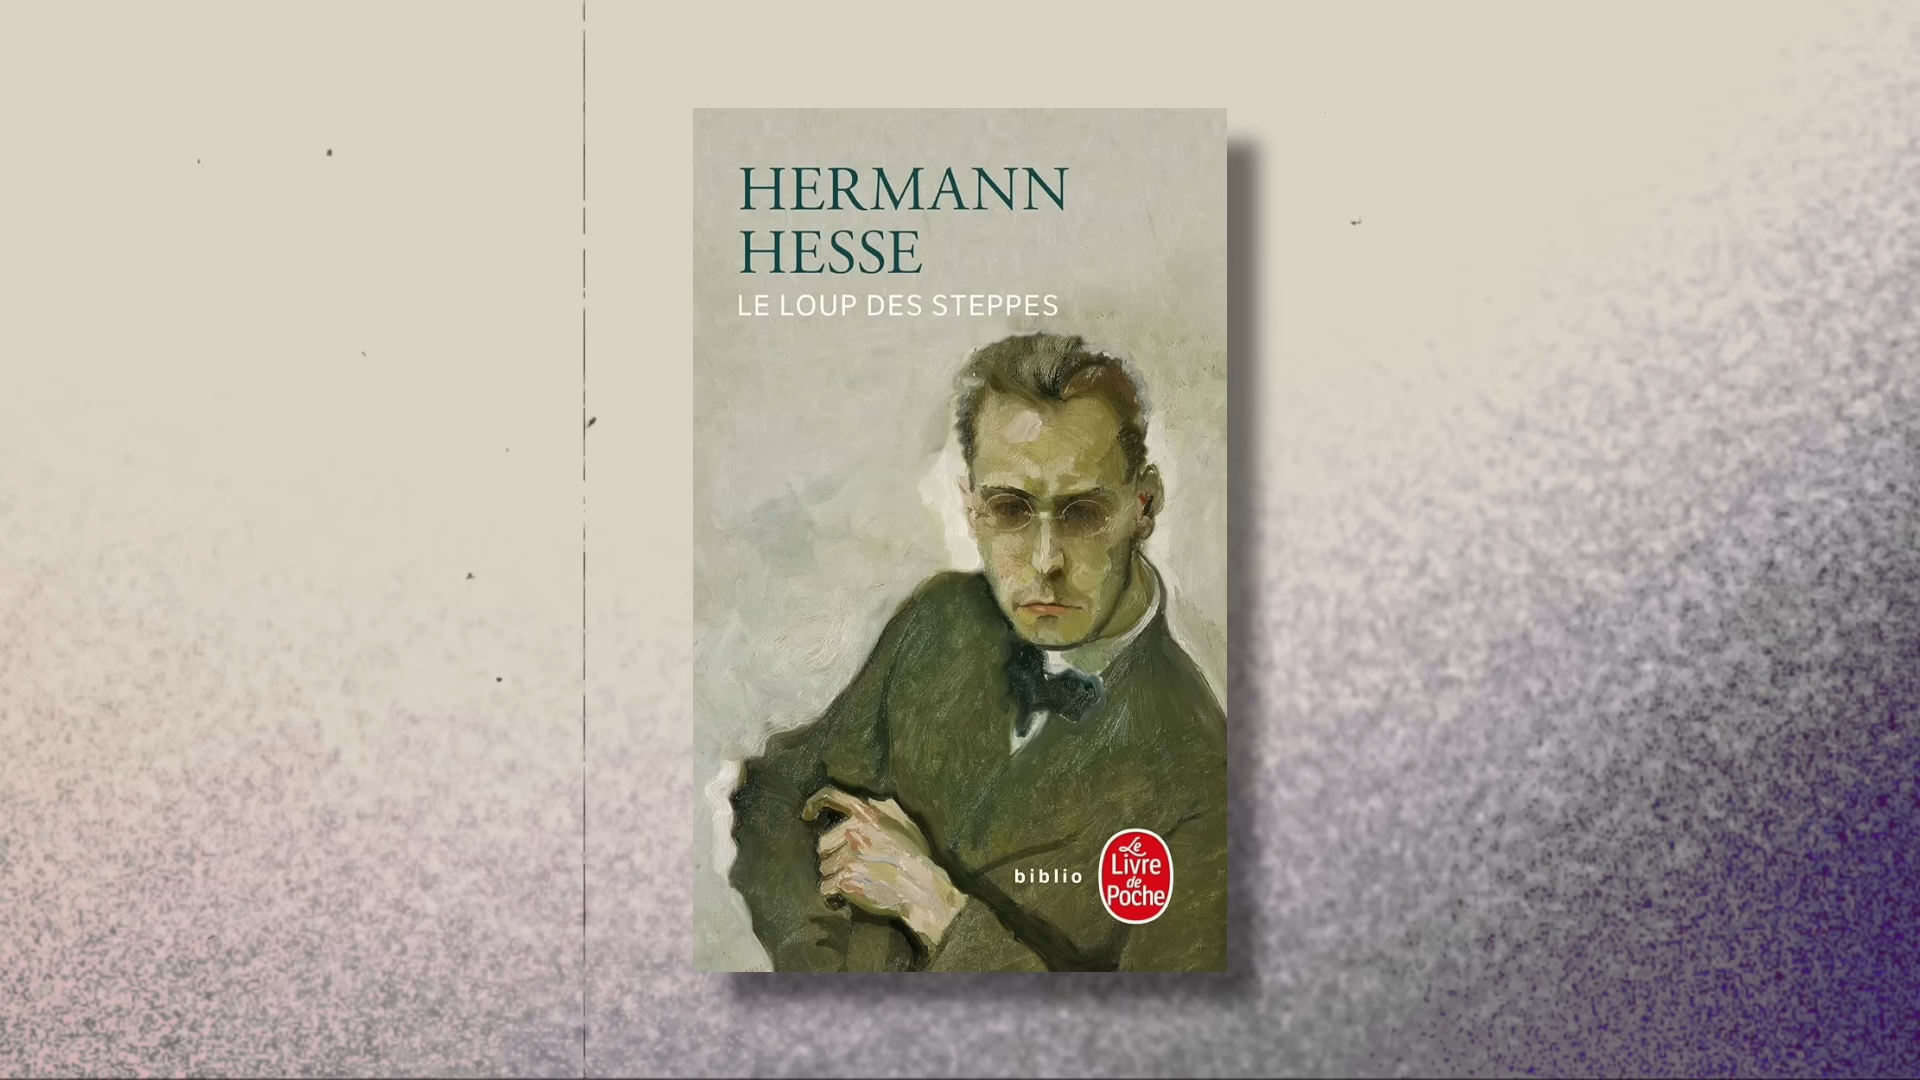 HERMANN
HESSE
LE LOUP DES STEPPES
biblio
Le
Livre
de
Poche